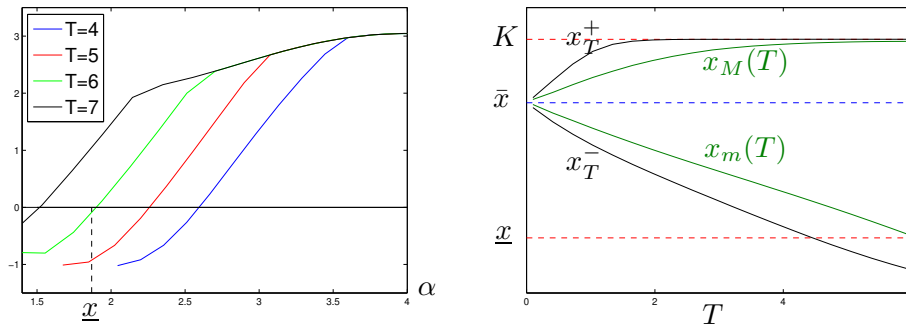 T=4
T=5
T=6
T=7
3
2
1
0
−1
1.5
2
2.5
3
3.5
4
x
α
K
x̄
x
x_T^+
x_M(T)
x_m(T)
x_T^-
0
2
4
T